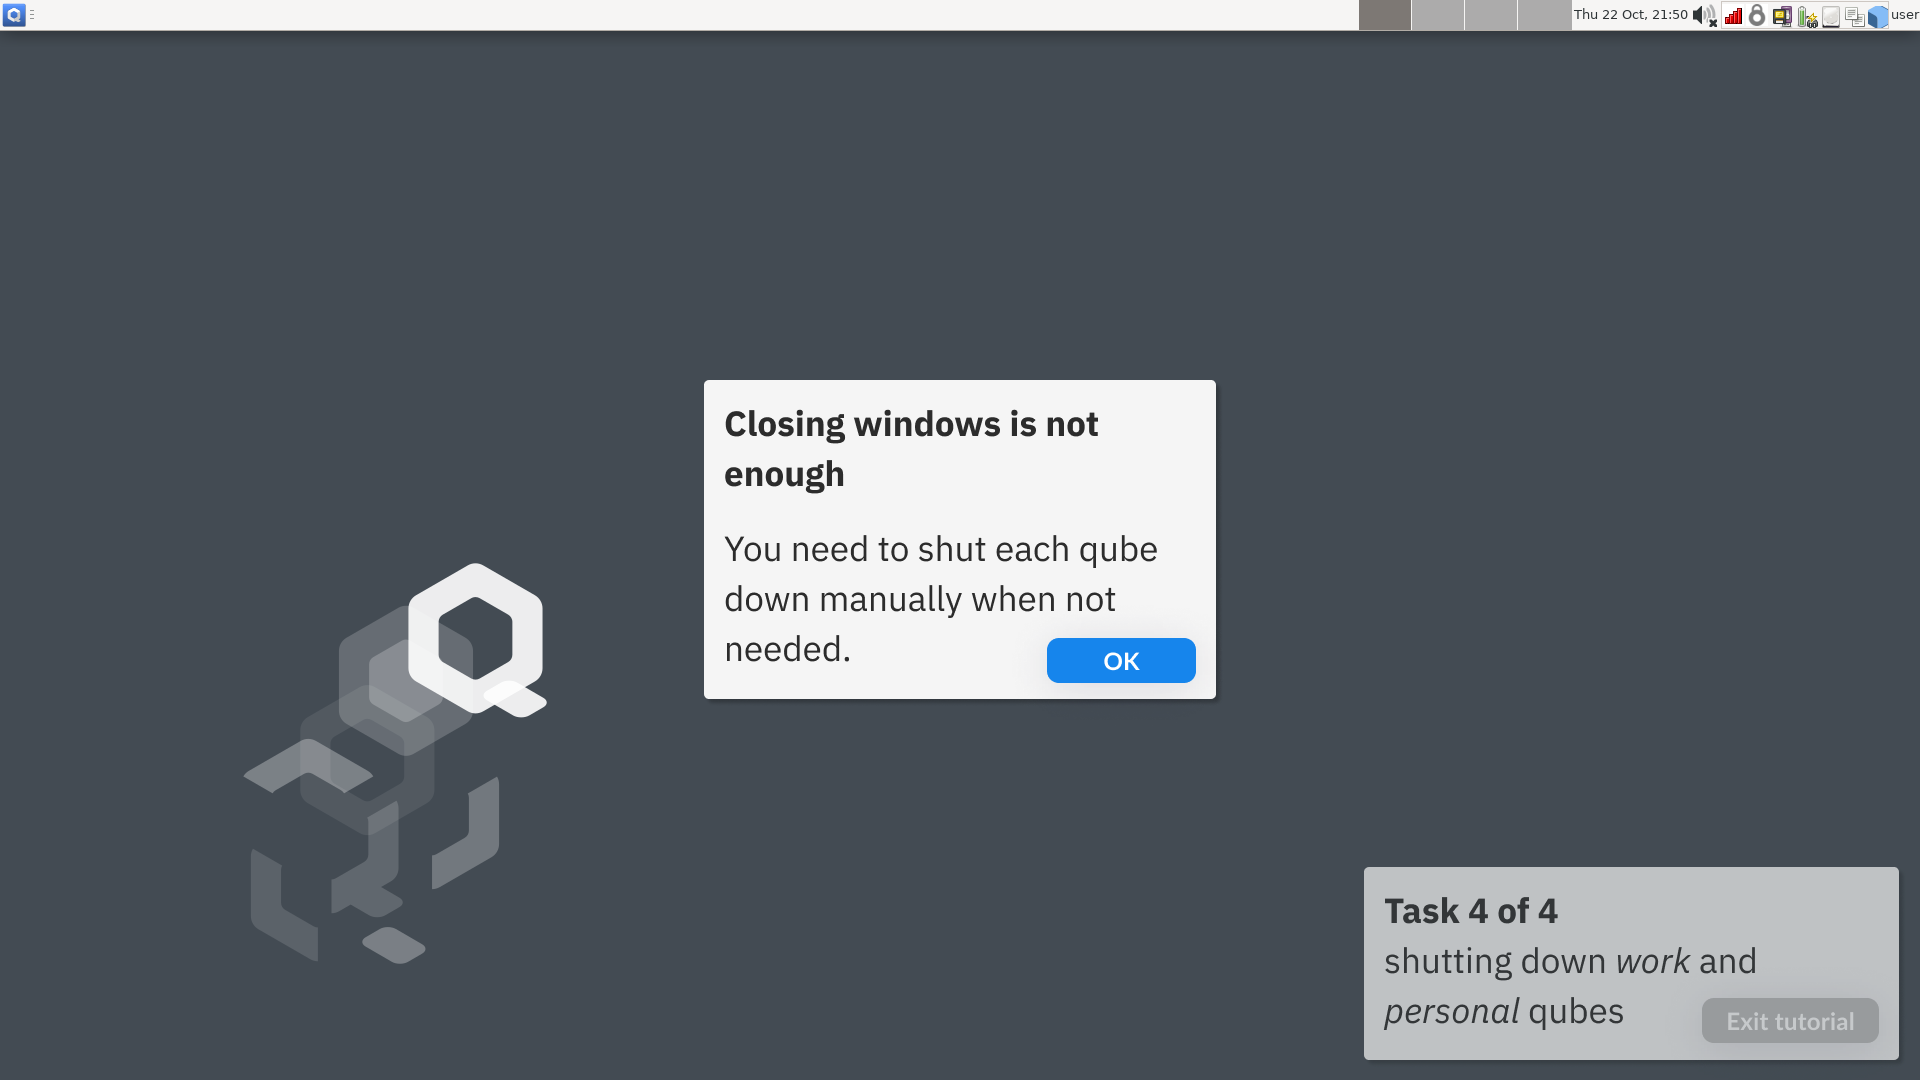 Thu 22 Oct, 21:50
user
Closing windows is not
enough
You need to shut each qube
down manually when not
needed.
OK
Task 4 of 4
shutting down work and
personal qubes
Exit tutorial